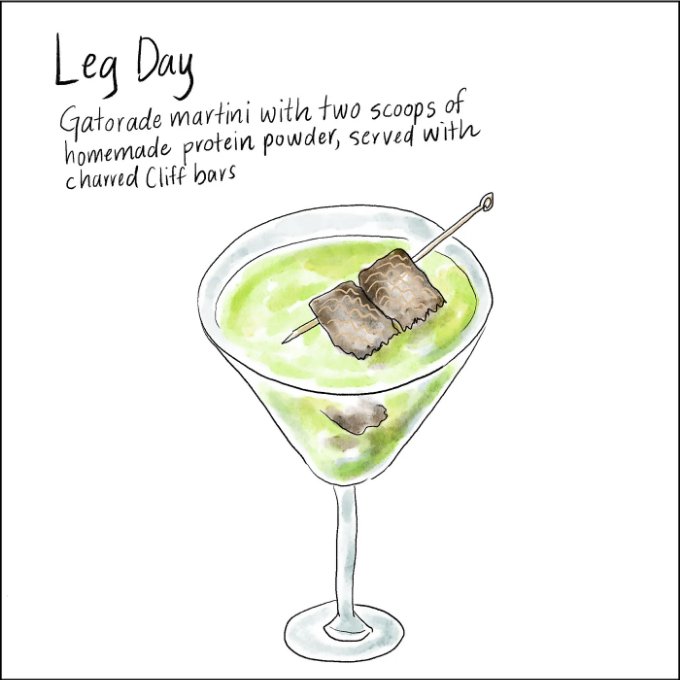 Leg Day
Gatorade martini with two scoops of
homemade protein powder, served with
charred Cliff bars